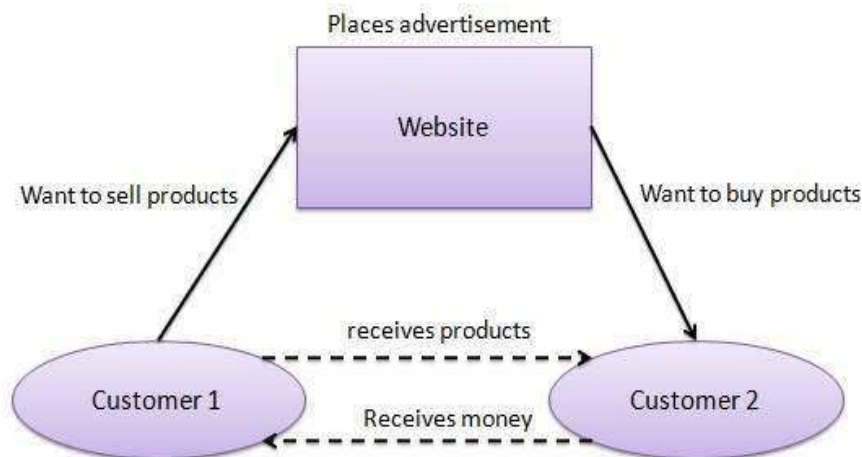 Places advertisement
Website
Want to sell products
Want to buy products
receives products
Customer 1
Customer 2
Receives money